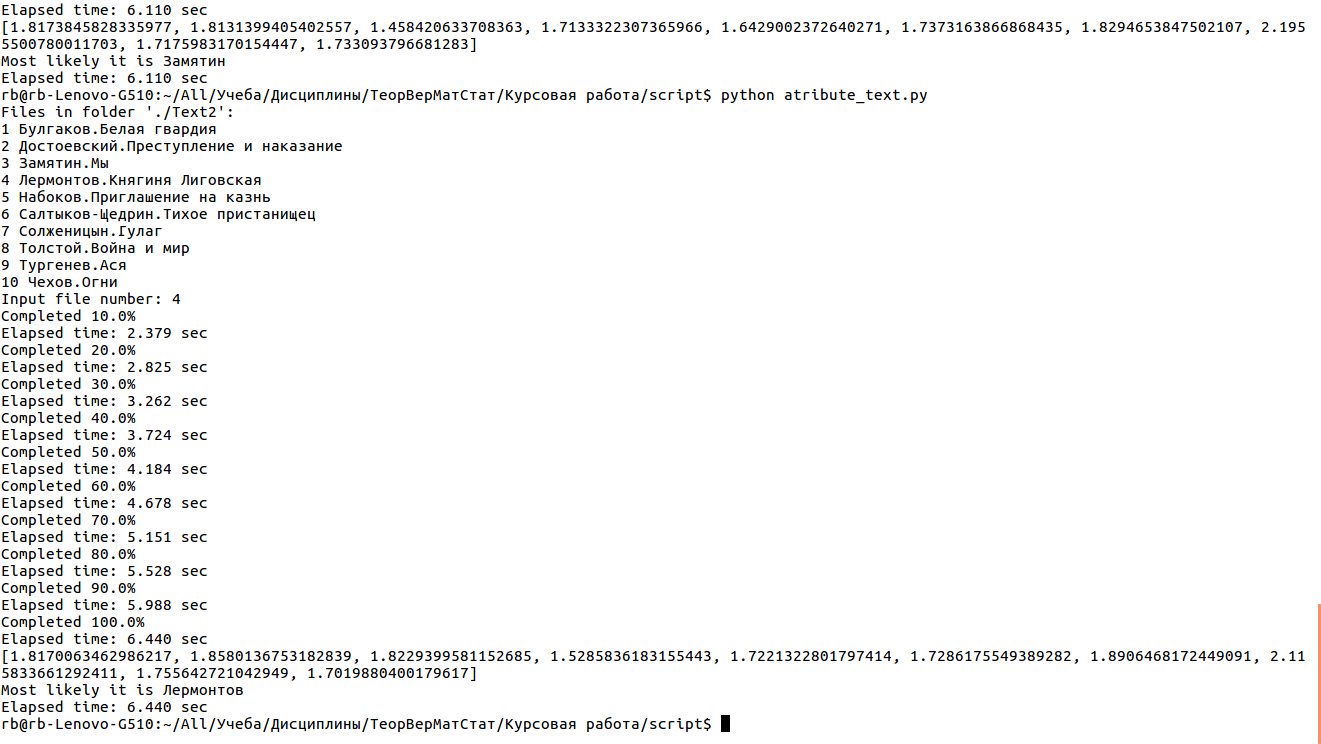 Elapsed time: 6.110 sec
[1.8173845828335977, 1.8131399405402557, 1.458420633708363, 1.7133322307365966, 1.6429002372640271, 1.7373163866868435, 1.8294653847502107, 2.195
5500780011703, 1.7175983170154447, 1.733093796681283]
Most likely it is Замятин
Elapsed time: 6.110 sec
rb@rb-Lenovo-G510:~/All/Учеба/Дисциплины/ТеорВерМатСтат/Курсовая работа/script$ python atribute_text.py
Files in folder './Text2':
1 Булгаков.Белая гвардия
2 Достоевский.Преступление и наказание
3 Замятин.Мы
4 Лермонтов.Княгиня Лиговская
5 Набоков.Приглашение на казнь
6 Салтыков-Щедрин.Тихое пристанищец
7 Солженицын.Гулаг
8 Толстой.Война и мир
9 Тургенев.Ася
10 Чехов.Огни
Input file number: 4
Completed 10.0%
Elapsed time: 2.379 sec
Completed 20.0%
Elapsed time: 2.825 sec
Completed 30.0%
Elapsed time: 3.262 sec
Completed 40.0%
Elapsed time: 3.724 sec
Completed 50.0%
Elapsed time: 4.184 sec
Completed 60.0%
Elapsed time: 4.678 sec
Completed 70.0%
Elapsed time: 5.151 sec
Completed 80.0%
Elapsed time: 5.528 sec
Completed 90.0%
Elapsed time: 5.988 sec
Completed 100.0%
Elapsed time: 6.440 sec
[1.8170063462986217, 1.8580136753182839, 1.8229399581152685, 1.5285836183155443, 1.7221322801797414, 1.7286175549389282, 1.8906468172449091, 2.115
833661292411, 1.755642721042949, 1.7019880400179617]
Most likely it is Лермонтов
Elapsed time: 6.440 sec
rb@rb-Lenovo-G510:~/All/Учеба/Дисциплины/ТеорВерМатСтат/Курсовая работа/script$